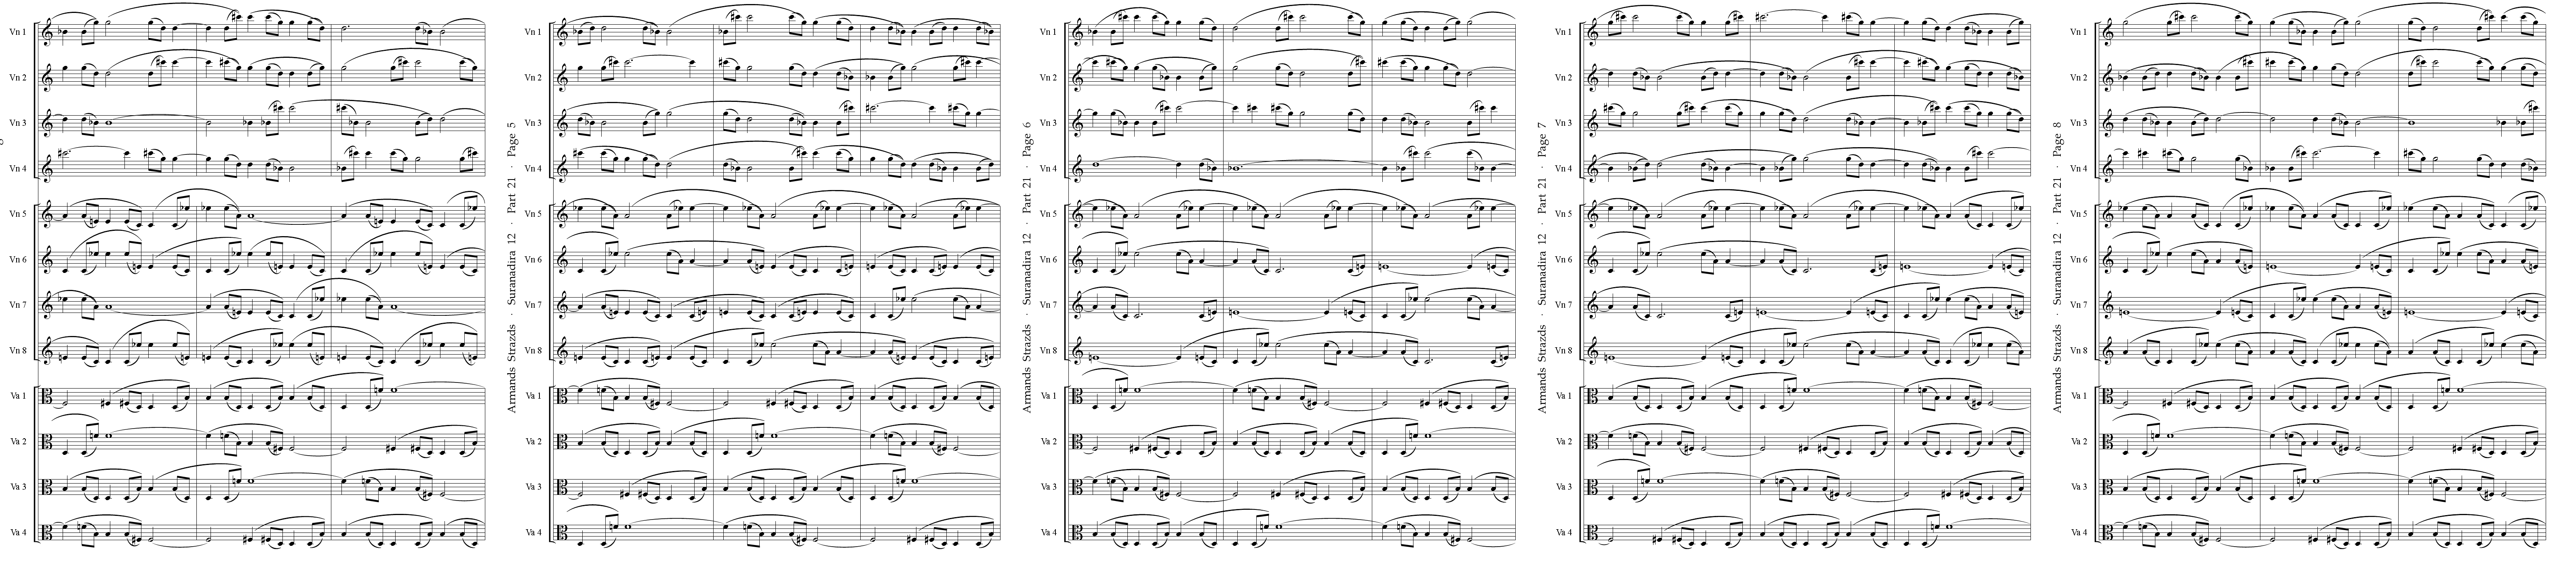 Vn 1
Vn 2
Vn 3
Vn 4
Vn 5
Vn 6
Vn 7
Vn 8
Va 1
Va 2
Va 3
Va 4
Armands Strazds · Suranadira 12 · Part 21 · Page 5
Vn 1
Vn 2
Vn 3
Vn 4
Vn 5
Vn 6
Vn 7
Vn 8
Va 1
Va 2
Va 3
Va 4
Armands Strazds · Suranadira 12 · Part 21 · Page 6
Vn 1
Vn 2
Vn 3
Vn 4
Vn 5
Vn 6
Vn 7
Vn 8
Va 1
Va 2
Va 3
Va 4
Armands Strazds · Suranadira 12 · Part 21 · Page 7
Vn 1
Vn 2
Vn 3
Vn 4
Vn 5
Vn 6
Vn 7
Vn 8
Va 1
Va 2
Va 3
Va 4
Armands Strazds · Suranadira 12 · Part 21 · Page 8
Vn 1
Vn 2
Vn 3
Vn 4
Vn 5
Vn 6
Vn 7
Vn 8
Va 1
Va 2
Va 3
Va 4